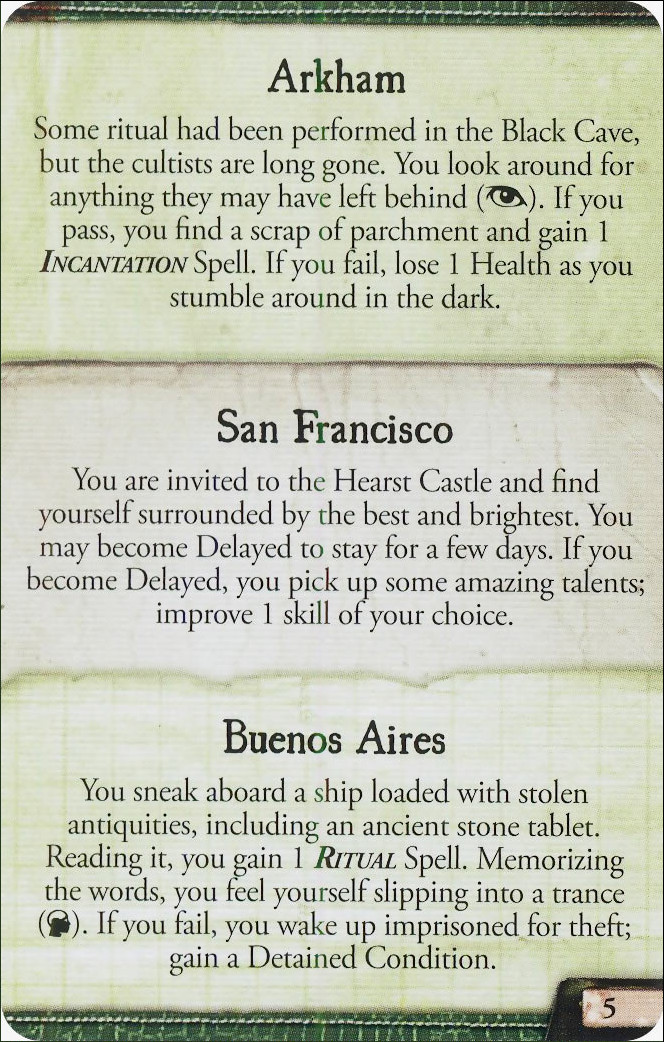 Arkham
Some ritual had been performed in the Black Cave,
but the cultists are long gone. You look around for
anything they may have left behind (). If you
pass, you find a scrap of parchment and gain 1
INCANTATION Spell. If you fail, lose 1 Health as you
stumble around in the dark.
San Francisco
You are invited to the Hearst Castle and find
yourself surrounded by the best and brightest. You
may become Delayed to stay for a few days. If you
become Delayed, you pick up some amazing talents;
improve 1 skill of your choice.
Buenos Aires
You sneak aboard a ship loaded with stolen
antiquities, including an ancient stone tablet.
Reading it, you gain 1 RITUAL Spell. Memorizing
the words, you feel yourself slipping into a trance
(). If you fail, you wake up imprisoned for theft;
gain a Detained Condition.
5